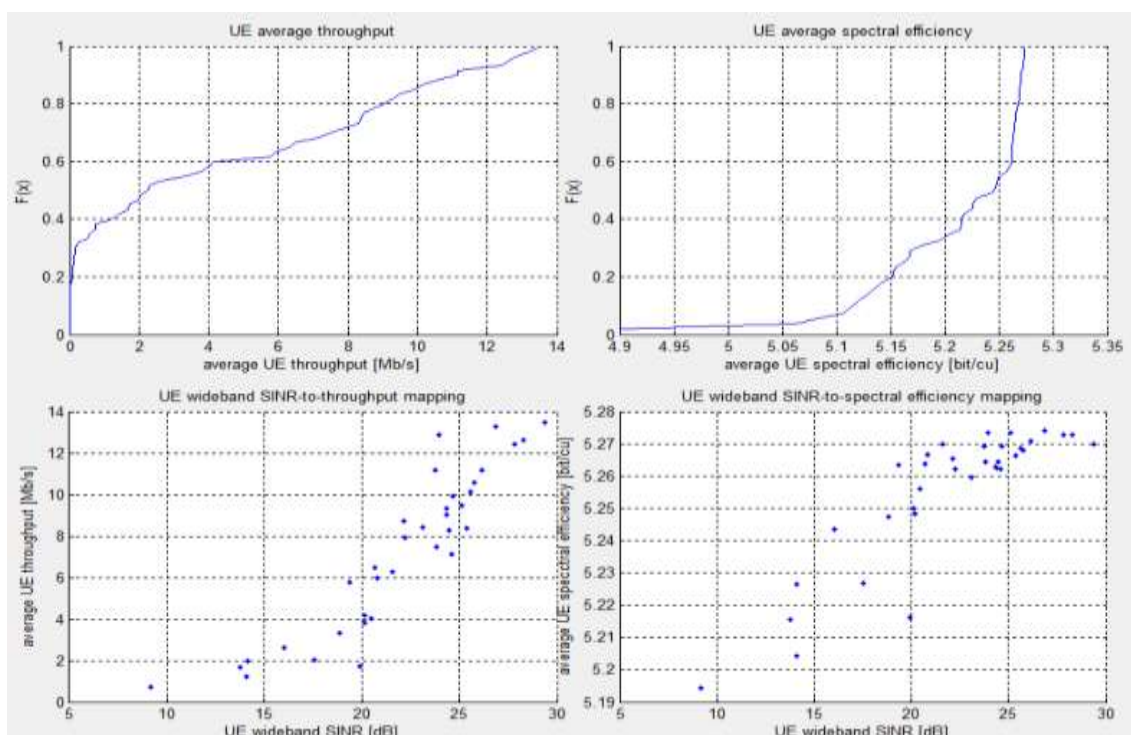 UE average throughput
1
0.8
0.6
0.4
0.2
0
F(x)
0 2 4 6 8 10 12 14
average UE throughput [Mb/s]
UE average spectral efficiency
1
0.8
0.6
0.4
0.2
0
F(x)
4.9 4.95 5 5.05 5.1 5.15 5.2 5.25 5.3 5.35
average UE spectral efficiency [bit/cu]
UE wideband SINR-to-throughput mapping
14
12
10
8
6
4
2
0
average UE throughput [Mb/s]
5 10 15 20 25 30
UE wideband SINR [dB]
UE wideband SINR-to-spectral efficiency mapping
5.28
5.27
5.26
5.25
5.24
5.23
5.22
5.21
5.2
5.19
average UE specctral efficiency [bit/cu]
5 10 15 20 25 30
UE wideband SINR [dB]